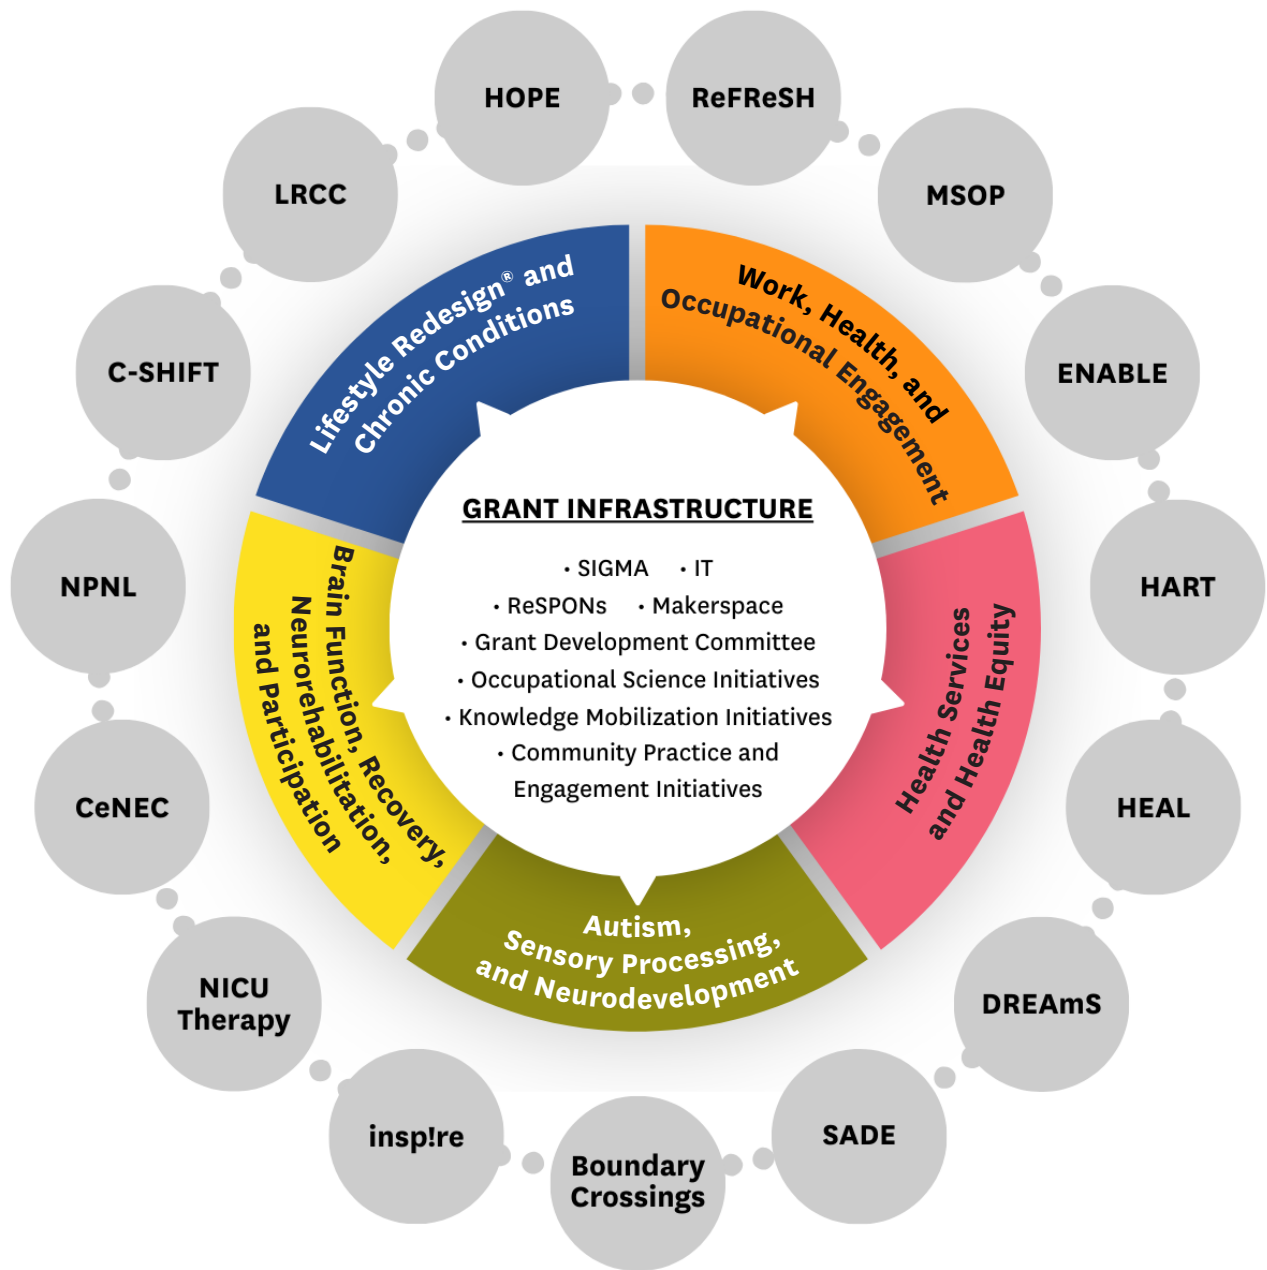 HOPE
ReFReSH
MSOP
ENABLE
HART
HEAL
DREAmS
SADE
Boundary
Crossings
insp!re
NICU
Therapy
CeNEC
NPNL
C-SHIFT
LRCC
Lifestyle Redesign® and
Chronic Conditions
Work, Health, and
Occupational Engagement
Health Services
and Health Equity
Autism,
Sensory Processing,
and Neurodevelopment
Brain Function, Recovery,
Neurorehabilitation,
and Participation
GRANT INFRASTRUCTURE
• SIGMA • IT
• ReSPONs • Makerspace
• Grant Development Committee
• Occupational Science Initiatives
• Knowledge Mobilization Initiatives
• Community Practice and
Engagement Initiatives